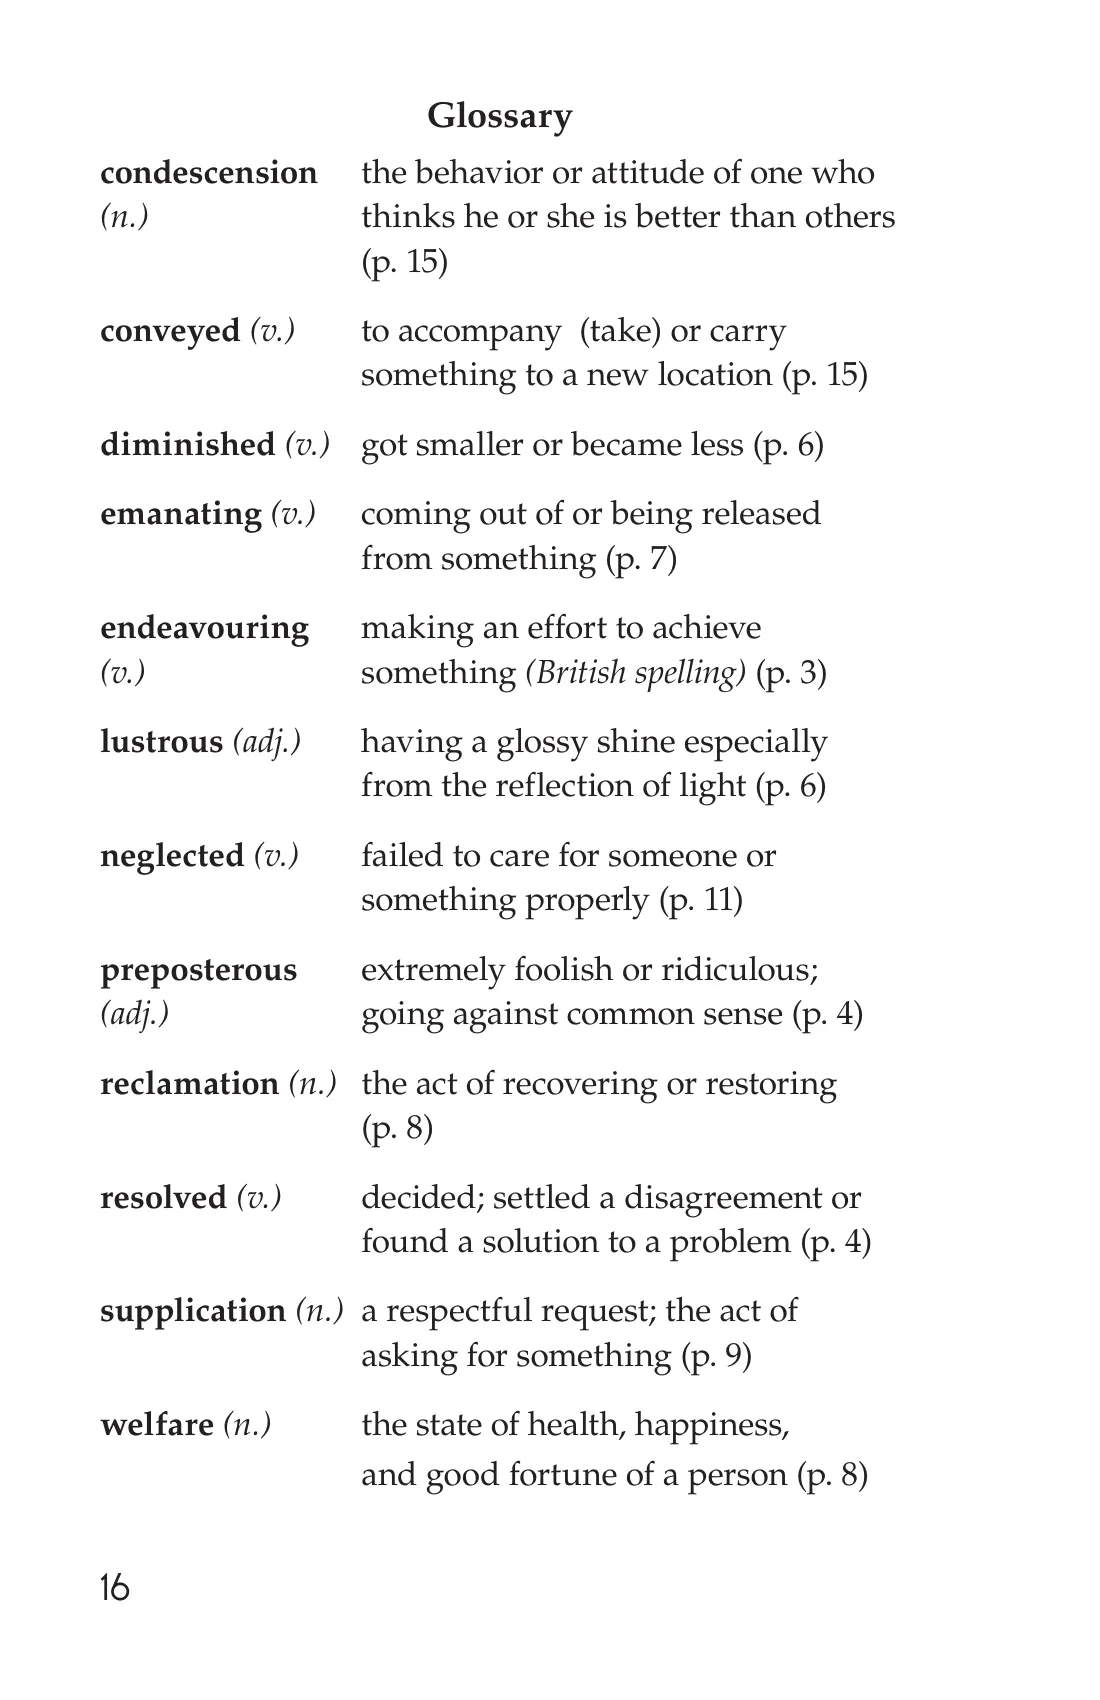 Glossary
condescension the behavior or attitude of one who
(n.) thinks he or she is better than others
(p. 15)
conveyed (v.) to accompany (take) or carry
something to a new location (p. 15)
diminished (v.) got smaller or became less (p. 6)
emanating (v.) coming out of or being released
from something (p. 7)
endeavouring making an effort to achieve
(v.) something (British spelling) (p. 3)
lustrous (adj.) having a glossy shine especially
from the reflection of light (p. 6)
neglected (v.) failed to care for someone or
something properly (p. 11)
preposterous extremely foolish or ridiculous;
(adj.) going against common sense (p. 4)
reclamation (n.) the act of recovering or restoring
(p. 8)
resolved (v.) decided; settled a disagreement or
found a solution to a problem (p. 4)
supplication (n.) a respectful request; the act of
asking for something (p. 9)
welfare (n.) the state of health, happiness,
and good fortune of a person (p. 8)
16